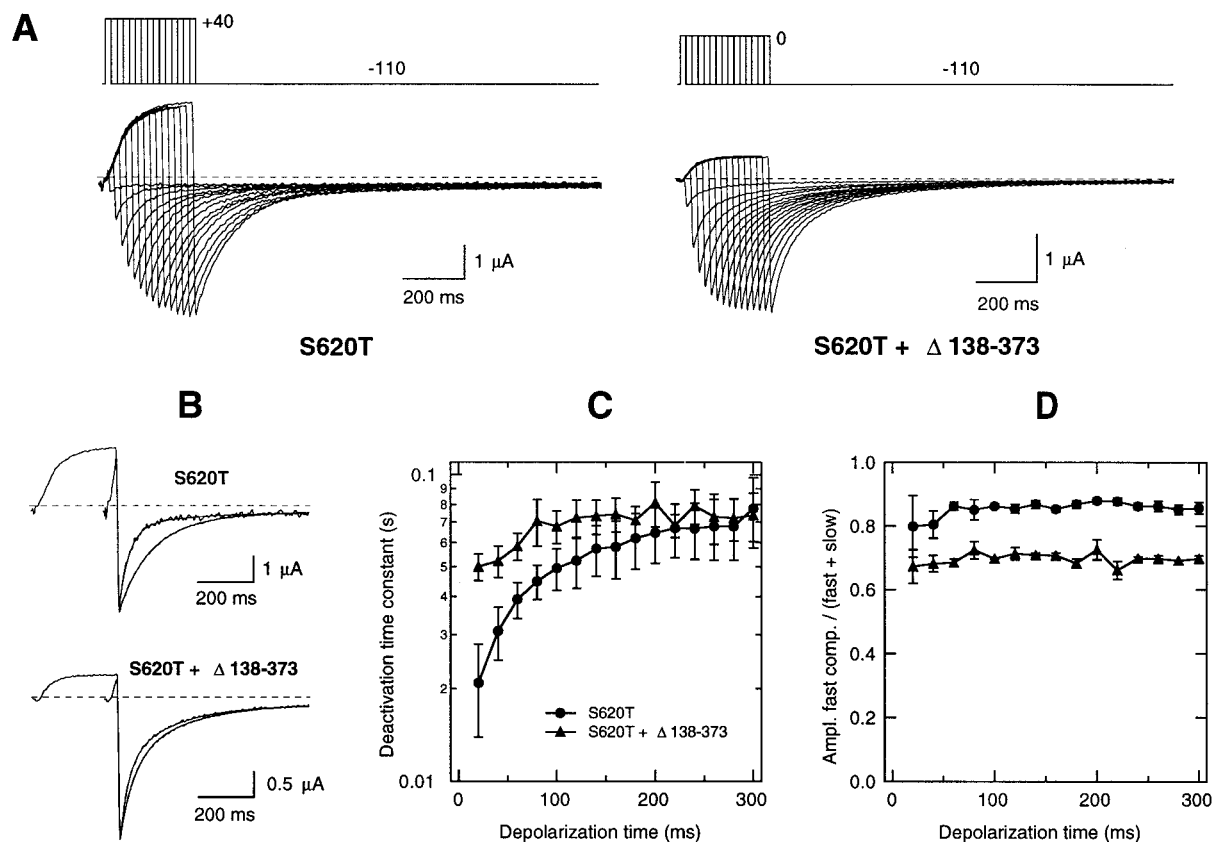 A
+40
-110
1 μA
200 ms
S620T
0
-110
1 μA
200 ms
S620T + Δ 138-373
B
S620T
1 μA
200 ms
S620T + Δ 138-373
0.5 μA
200 ms
C
Deactivation time constant (s)
0.1
9
8
7
6
5
4
3
2
0.01
S620T
S620T + Δ 138-373
0
100
200
300
Depolarization time (ms)
D
Ampl. fast comp. / (fast + slow)
1.0
0.8
0.6
0.4
0.2
0.0
0
100
200
300
Depolarization time (ms)